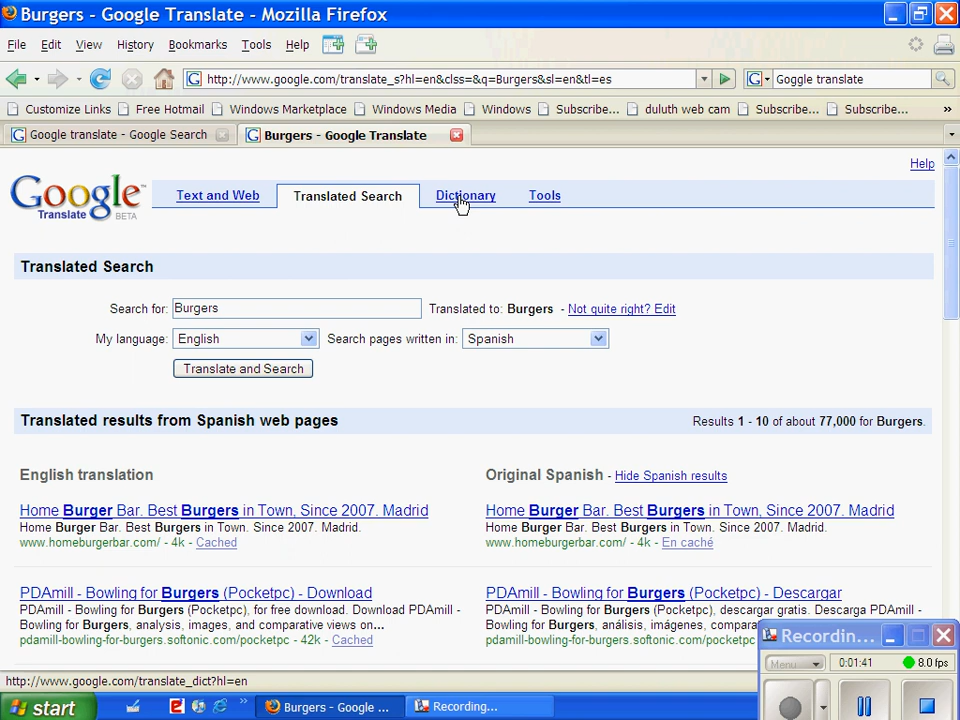 Burgers - Google Translate - Mozilla Firefox
File Edit View History Bookmarks Tools Help
http://www.google.com/translate_s?hl=en&clss=&q=Burgers&sl=en&tl=es
Google translate
Customize Links Free Hotmail Windows Marketplace Windows Media Windows Subscribe... duluth web cam Subscribe... Subscribe... »
Google translate - Google Search Burgers - Google Translate
Help
Google Translate BETA
Text and Web Translated Search Dictionary Tools
Translated Search
Search for: Burgers Translated to: Burgers - Not quite right? Edit
My language: English Search pages written in: Spanish
Translate and Search
Translated results from Spanish web pages Results 1 - 10 of about 77,000 for Burgers.
English translation Original Spanish - Hide Spanish results
Home Burger Bar. Best Burgers in Town, Since 2007. Madrid
Home Burger Bar. Best Burgers in Town. Since 2007. Madrid.
www.homeburgerbar.com/ - 4k - Cached
Home Burger Bar. Best Burgers in Town, Since 2007. Madrid
Home Burger Bar. Best Burgers in Town. Since 2007. Madrid.
www.homeburgerbar.com/ - 4k - En caché
PDAmill - Bowling for Burgers (Pocketpc) - Download
PDAmill - Bowling for Burgers (Pocketpc), for free download. Download PDAmill -
Bowling for Burgers, analysis, images, and comparative views on...
pdamill-bowling-for-burgers.softonic.com/pocketpc - 42k - Cached
PDAmill - Bowling for Burgers (Pocketpc) - Descargar
PDAmill - Bowling for Burgers (Pocketpc), descargar gratis. Descarga PDAmill -
Bowling for Burgers, análisis, imágenes, compara
pdamill-bowling-for-burgers.softonic.com/pocketpc
Recordin...
Menu 0:01:41 8.0 fps
http://www.google.com/translate_dict?hl=en
start » Burgers - Google ... Recording...